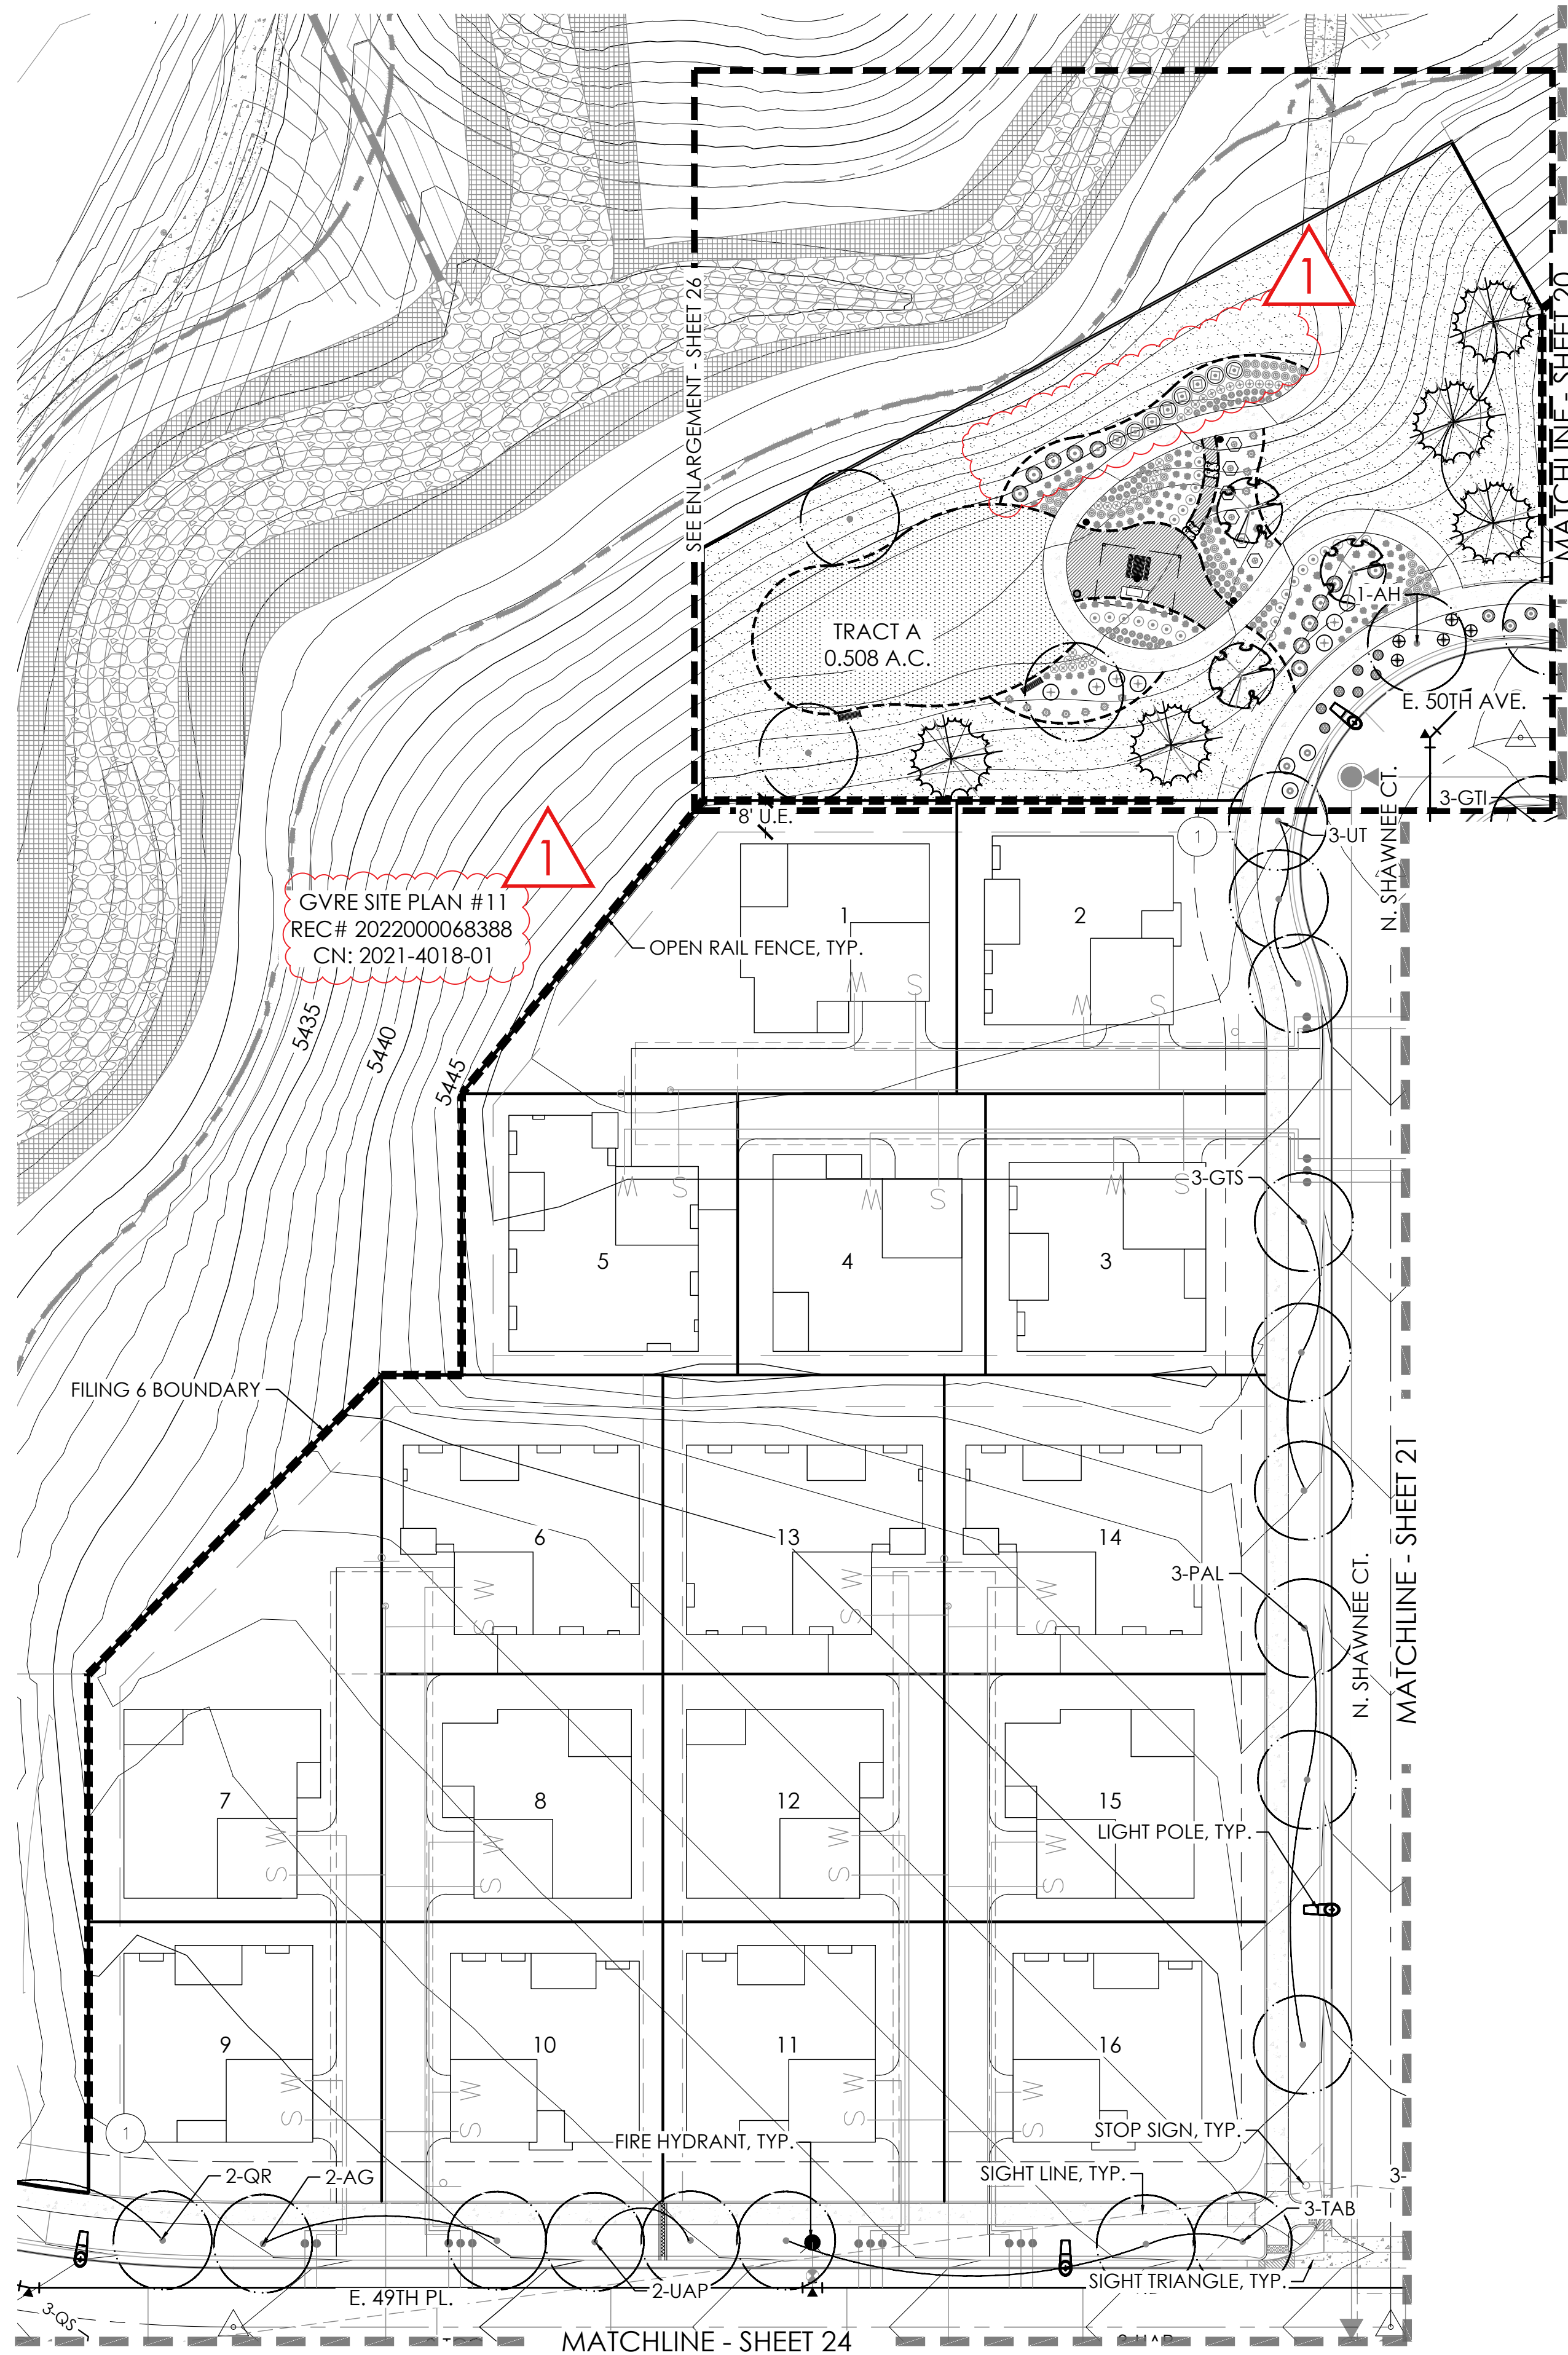 SEE ENLARGEMENT - SHEET 26
MATCHLINE - SHEET 20
1
TRACT A
0.508 A.C.
1-AH
E. 50TH AVE.
3-GTI
N. SHAWNEE CT.
3-UT
1
8' U.E.
1
GVRE SITE PLAN #11
REC# 2022000068388
CN: 2021-4018-01
OPEN RAIL FENCE, TYP.
1
2
W
S
W
S
5435
5440
5445
W
S
W
S
W
S
3-GTS
5
4
3
FILING 6 BOUNDARY
MATCHLINE - SHEET 21
6
13
14
W
S
W
S
W
S
3-PAL
N. SHAWNEE CT.
7
8
12
15
LIGHT POLE, TYP.
W
S
W
S
W
S
W
S
9
10
11
16
W
S
W
S
W
S
W
S
1
FIRE HYDRANT, TYP.
STOP SIGN, TYP.
SIGHT LINE, TYP.
2-QR
2-AG
3-
3-TAB
SIGHT TRIANGLE, TYP.
2-UAP
E. 49TH PL.
3-QS
MATCHLINE - SHEET 24